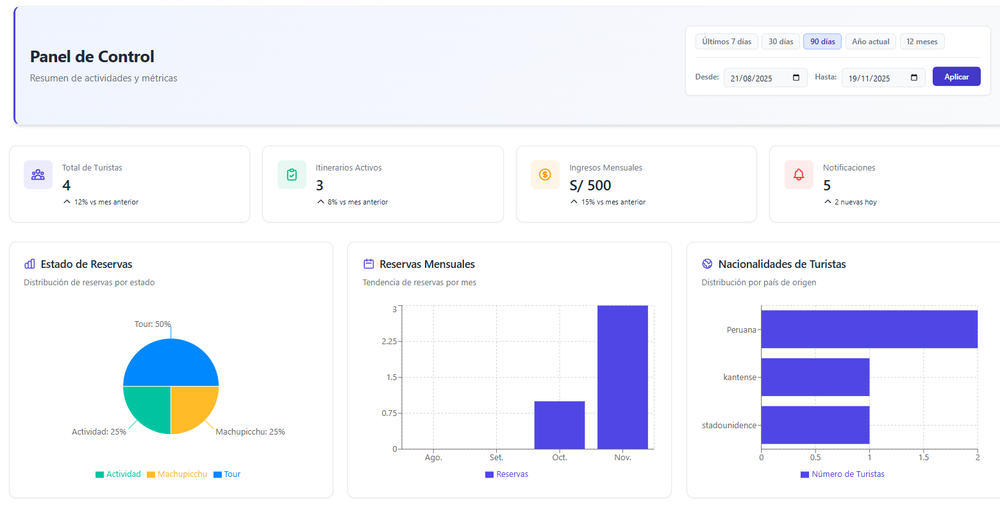 Panel de Control
Resumen de actividades y métricas
Últimos 7 días 30 días 90 días Año actual 12 meses
Desde: 21/08/2025 Hasta: 19/11/2025 Aplicar
Total de Turistas
4
12% vs mes anterior
Itinerarios Activos
3
8% vs mes anterior
Ingresos Mensuales
S/ 500
15% vs mes anterior
Notificaciones
5
2 nuevas hoy
Estado de Reservas
Distribución de reservas por estado
Tour: 50%
Actividad: 25%
Machupicchu: 25%
Actividad Machupicchu Tour
Reservas Mensuales
Tendencia de reservas por mes
3
2.25
1.5
0.75
0
Ago. Set. Oct. Nov.
Reservas
Nacionalidades de Turistas
Distribución por país de origen
Peruana
kantense
stadounidence
0 0.5 1 1.5 2
Número de Turistas